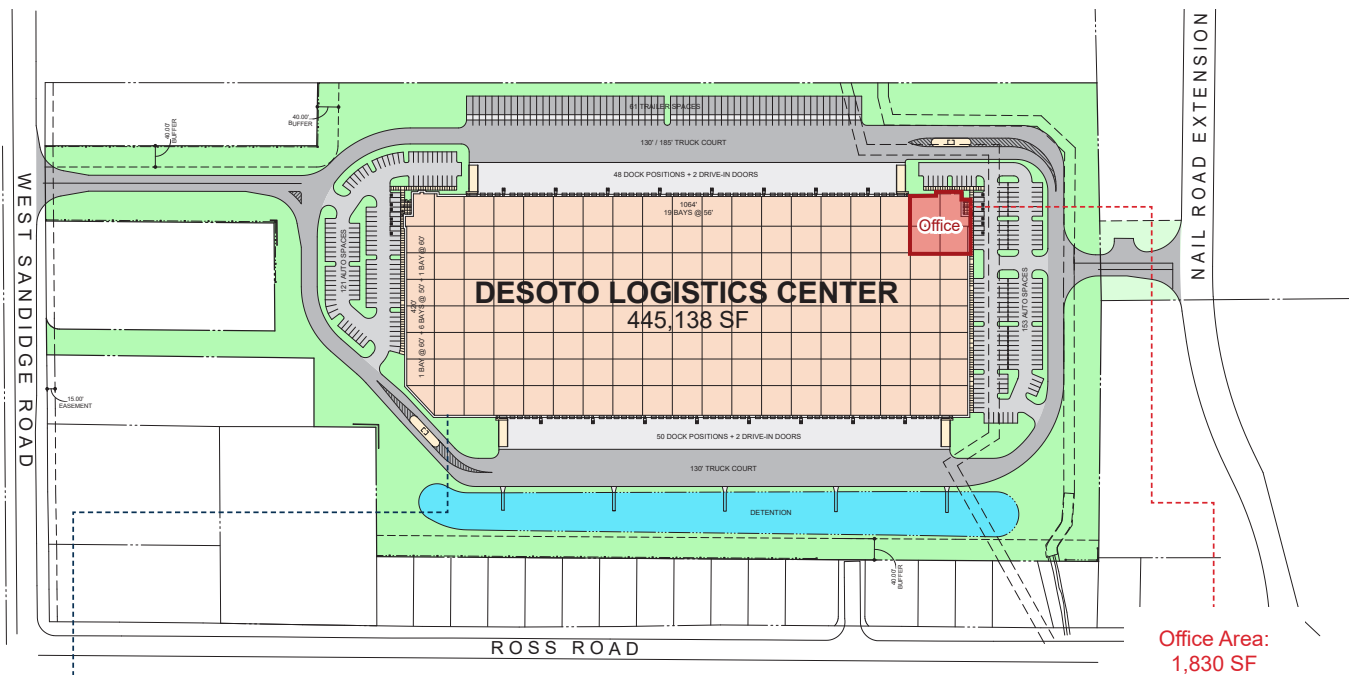 NAIL ROAD EXTENSION
61 TRAILER SPACES
40.00'
BUFFER
40.00'
BUFFER
130' / 185' TRUCK COURT
48 DOCK POSITIONS + 2 DRIVE-IN DOORS
WEST SANDIDGE ROAD
1064'
19 BAYS @ 56'
Office
121 AUTO SPACES
420'
1 BAY @ 60' + 6 BAYS @ 50' 1 BAY @ 60'
DESOTO LOGISTICS CENTER
445,138 SF
153 AUTO SPACES
15.00'
EASEMENT
50 DOCK POSITIONS + 2 DRIVE-IN DOORS
130' TRUCK COURT
DETENTION
40.00'
BUFFER
ROSS ROAD
Office Area:
1,830 SF